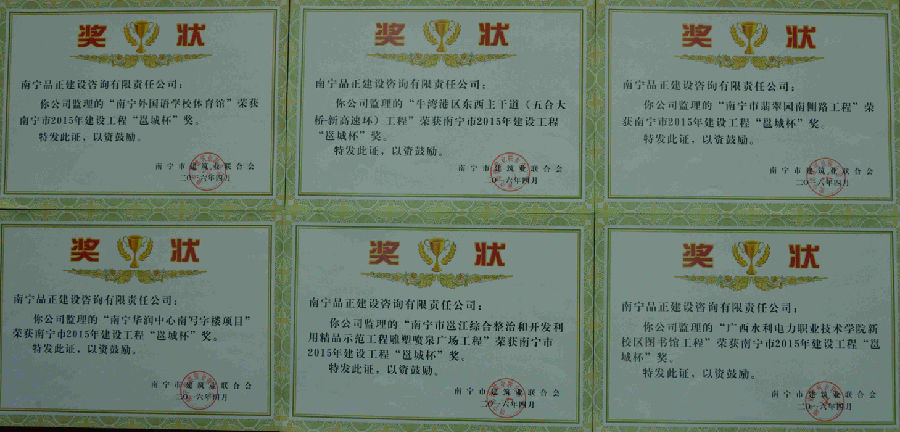 奖 状
南宁品正建设咨询有限责任公司：
你公司监理的“南宁外国语学校体育馆”荣获
南宁市2015年建设工程“邕城杯”奖。
特发此证，以资鼓励。
南宁市建筑业联合会
二〇一六年四月
奖 状
南宁品正建设咨询有限责任公司：
你公司监理的“牛湾港区东西主干道（五合大
桥-新高速环）工程”荣获南宁市2015年建设工程
“邕城杯”奖。
特发此证，以资鼓励。
南宁市建筑业联合会
二〇一六年四月
奖 状
南宁品正建设咨询有限责任公司：
你公司监理的“南宁市翡翠园南侧路工程”荣
获南宁市2015年建设工程“邕城杯”奖。
特发此证，以资鼓励。
南宁市建筑业联合会
二〇一六年四月
奖 状
南宁品正建设咨询有限责任公司：
你公司监理的“南宁华润中心南写字楼项目”
荣获南宁市2015年建设工程“邕城杯”奖。
特发此证，以资鼓励。
南宁市建筑业联合会
二〇一六年四月
奖 状
南宁品正建设咨询有限责任公司：
你公司监理的“南宁市邕江综合整治和开发利
用精品示范工程雕塑喷泉广场工程”荣获南宁市
2015年建设工程“邕城杯”奖。
特发此证，以资鼓励。
南宁市建筑业联合会
二〇一六年四月
奖 状
南宁品正建设咨询有限责任公司：
你公司监理的“广西水利电力职业技术学院新
校区图书馆工程”荣获南宁市2015年建设工程“邕
城杯”奖。
特发此证，以资鼓励。
南宁市建筑业联合会
二〇一六年四月